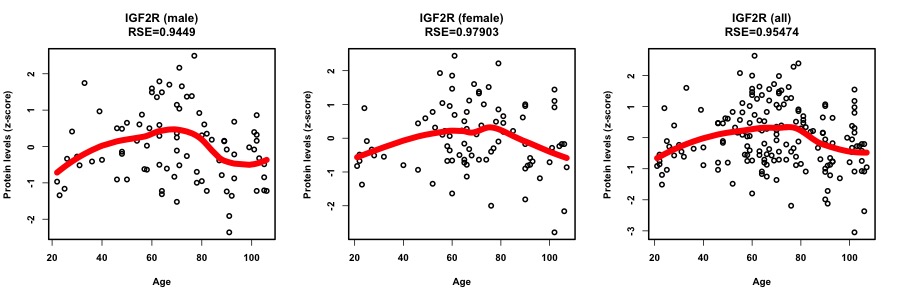 IGF2R (male)
RSE=0.9449
Protein levels (z-score)
2
1
0
-1
-2
20 40 60 80 100
Age
IGF2R (female)
RSE=0.97903
Protein levels (z-score)
2
1
0
-1
-2
20 40 60 80 100
Age
IGF2R (all)
RSE=0.95474
Protein levels (z-score)
2
1
0
-1
-2
-3
20 40 60 80 100
Age